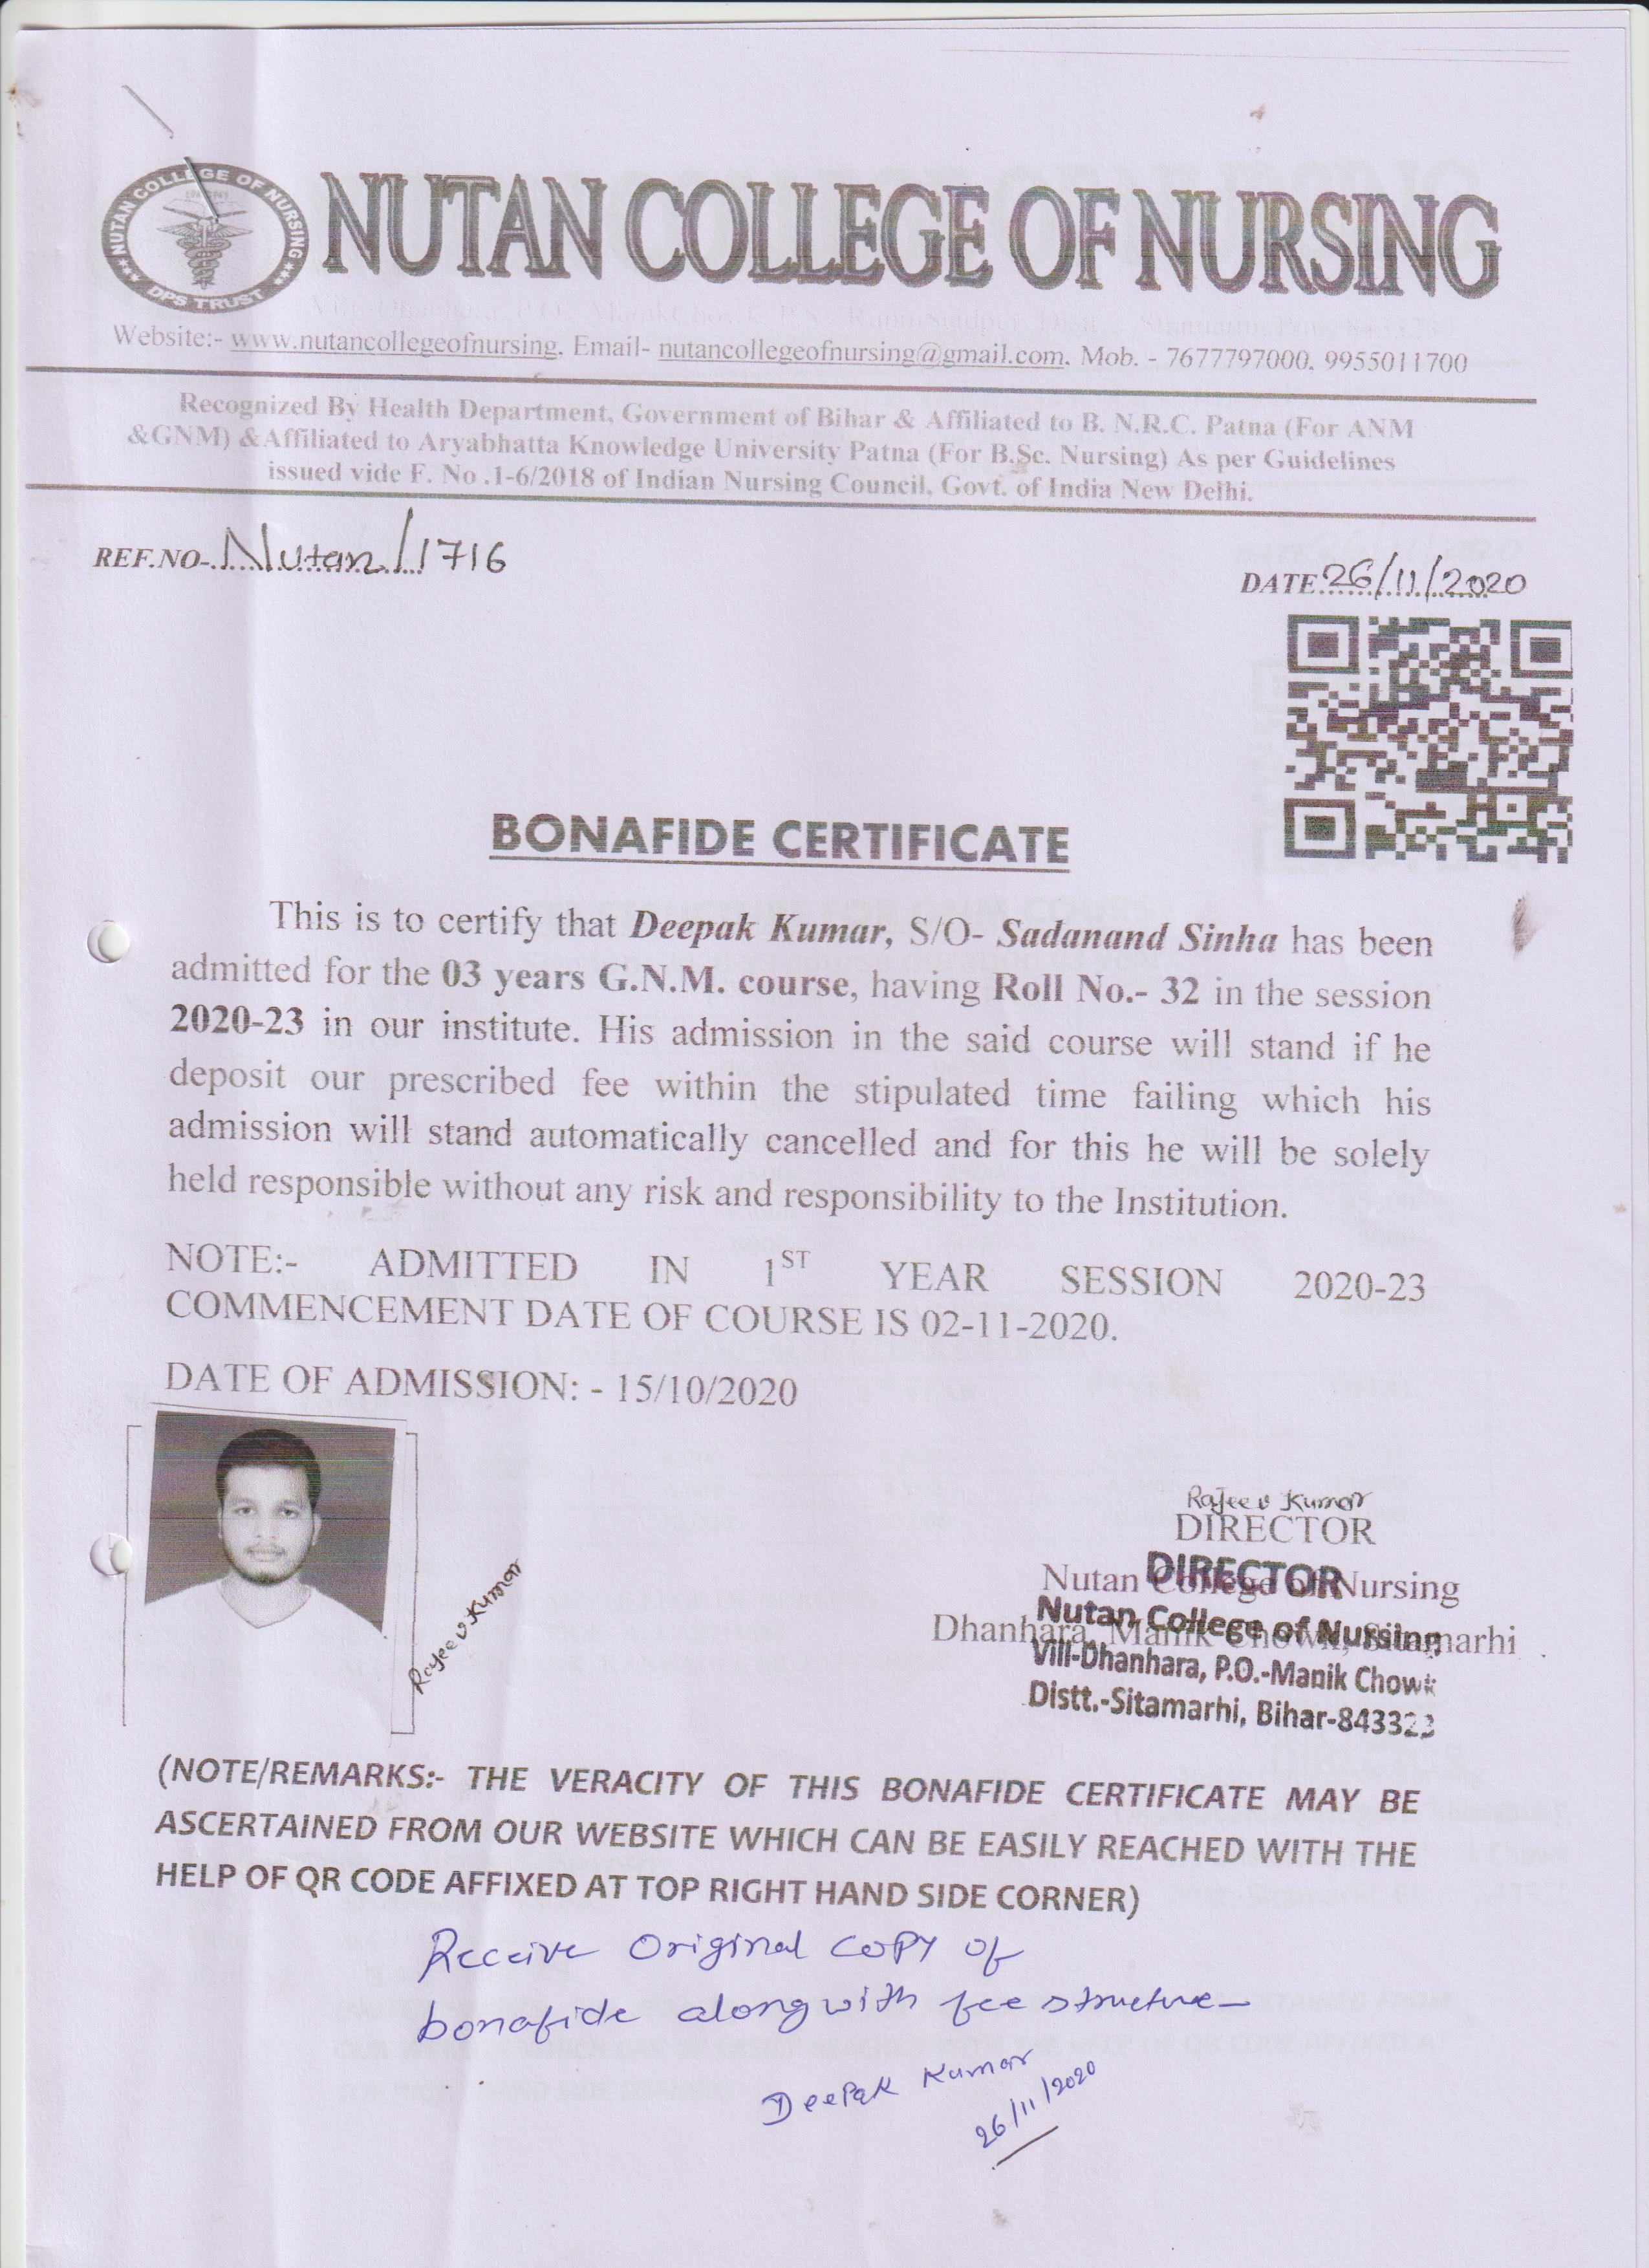 NUTAN COLLEGE OF NURSING
DPS TRUST
NUTAN COLLEGE OF NURSING
Website:- www.nutancollegeofnursing. Email- nutancollegeofnursing@gmail.com. Mob. - 7677797000, 9955011700
Recognized By Health Department, Government of Bihar & Affiliated to B. N.R.C. Patna (For ANM
&GNM) &Affiliated to Aryabhatta Knowledge University Patna (For B.Sc. Nursing) As per Guidelines
issued vide F. No .1-6/2018 of Indian Nursing Council, Govt. of India New Delhi.
REF.NO-..Nutan/1716
DATE 26/11/2020
BONAFIDE CERTIFICATE
This is to certify that Deepak Kumar, S/O- Sadanand Sinha has been
admitted for the 03 years G.N.M. course, having Roll No.- 32 in the session
2020-23 in our institute. His admission in the said course will stand if he
deposit our prescribed fee within the stipulated time failing which his
admission will stand automatically cancelled and for this he will be solely
held responsible without any risk and responsibility to the Institution.
NOTE:- ADMITTED IN 1ST YEAR SESSION 2020-23
COMMENCEMENT DATE OF COURSE IS 02-11-2020.
DATE OF ADMISSION: - 15/10/2020
Rajeev Kumar
Rajeev Kumar
DIRECTOR
Nutan College of Nursing
Dhanhara, Manik Chowk, Sitamarhi
DIRECTOR
Nutan College of Nursing
Vill-Dhanhara, P.O.-Manik Chowk
Distt.-Sitamarhi, Bihar-843323
(NOTE/REMARKS:- THE VERACITY OF THIS BONAFIDE CERTIFICATE MAY BE
ASCERTAINED FROM OUR WEBSITE WHICH CAN BE EASILY REACHED WITH THE
HELP OF QR CODE AFFIXED AT TOP RIGHT HAND SIDE CORNER)
Receive Original copy of
bonafide alongwith fee structure
Deepak Kumar
26/11/2020